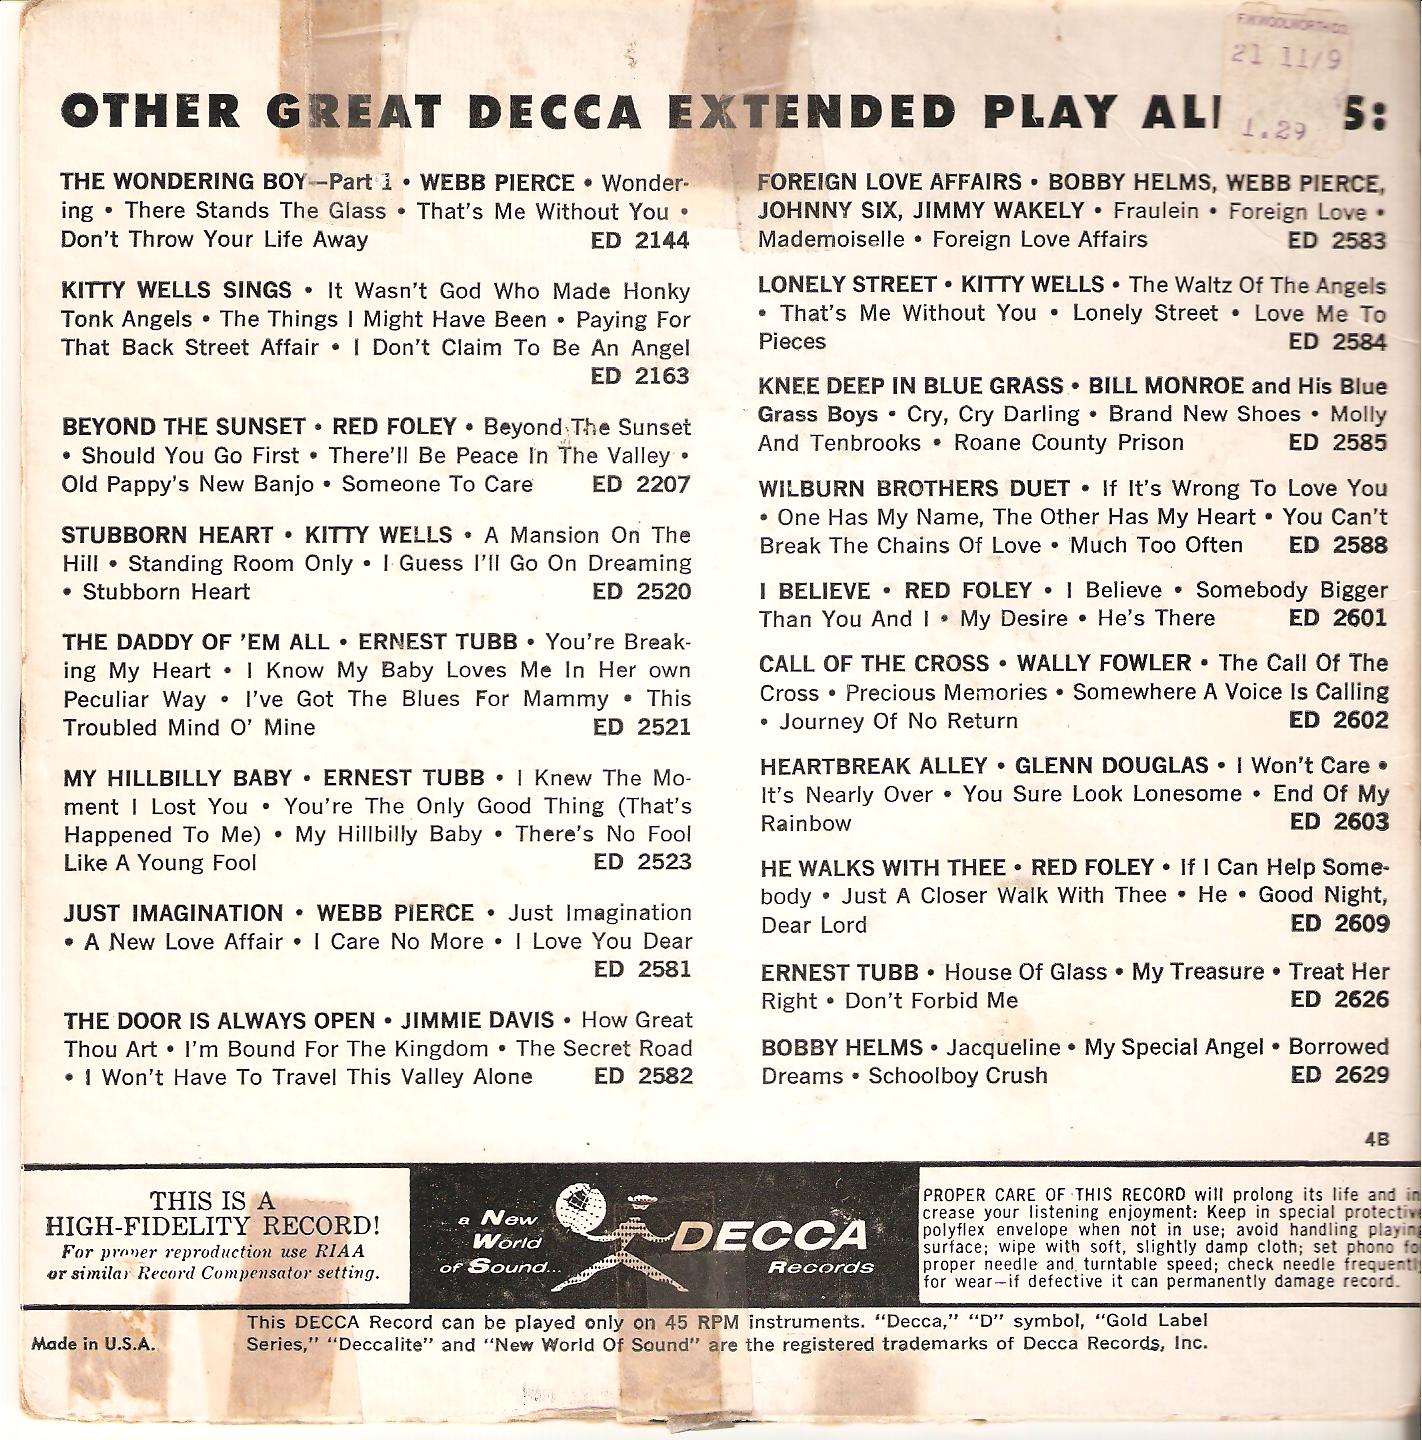 F.W.WOOLWORTH CO.
21 11/9
1.29
OTHER GREAT DECCA EXTENDED PLAY AL S:
THE WONDERING BOY—Part 1 • WEBB PIERCE • Wonder-
ing • There Stands The Glass • That's Me Without You •
Don't Throw Your Life Away ED 2144
KITTY WELLS SINGS • It Wasn't God Who Made Honky
Tonk Angels • The Things I Might Have Been • Paying For
That Back Street Affair • I Don't Claim To Be An Angel
ED 2163
BEYOND THE SUNSET • RED FOLEY • Beyond The Sunset
• Should You Go First • There'll Be Peace In The Valley •
Old Pappy's New Banjo • Someone To Care ED 2207
STUBBORN HEART • KITTY WELLS • A Mansion On The
Hill • Standing Room Only • I Guess I'll Go On Dreaming
• Stubborn Heart ED 2520
THE DADDY OF 'EM ALL • ERNEST TUBB • You're Break-
ing My Heart • I Know My Baby Loves Me In Her own
Peculiar Way • I've Got The Blues For Mammy • This
Troubled Mind O' Mine ED 2521
MY HILLBILLY BABY • ERNEST TUBB • I Knew The Mo-
ment I Lost You • You're The Only Good Thing (That's
Happened To Me) • My Hillbilly Baby • There's No Fool
Like A Young Fool ED 2523
JUST IMAGINATION • WEBB PIERCE • Just Imagination
• A New Love Affair • I Care No More • I Love You Dear
ED 2581
THE DOOR IS ALWAYS OPEN • JIMMIE DAVIS • How Great
Thou Art • I'm Bound For The Kingdom • The Secret Road
• I Won't Have To Travel This Valley Alone ED 2582
FOREIGN LOVE AFFAIRS • BOBBY HELMS, WEBB PIERCE,
JOHNNY SIX, JIMMY WAKELY • Fraulein • Foreign Love •
Mademoiselle • Foreign Love Affairs ED 2583
LONELY STREET • KITTY WELLS • The Waltz Of The Angels
• That's Me Without You • Lonely Street • Love Me To
Pieces ED 2584
KNEE DEEP IN BLUE GRASS • BILL MONROE and His Blue
Grass Boys • Cry, Cry Darling • Brand New Shoes • Molly
And Tenbrooks • Roane County Prison ED 2585
WILBURN BROTHERS DUET • If It's Wrong To Love You
• One Has My Name, The Other Has My Heart • You Can't
Break The Chains Of Love • Much Too Often ED 2588
I BELIEVE • RED FOLEY • I Believe • Somebody Bigger
Than You And I • My Desire • He's There ED 2601
CALL OF THE CROSS • WALLY FOWLER • The Call Of The
Cross • Precious Memories • Somewhere A Voice Is Calling
• Journey Of No Return ED 2602
HEARTBREAK ALLEY • GLENN DOUGLAS • I Won't Care •
It's Nearly Over • You Sure Look Lonesome • End Of My
Rainbow ED 2603
HE WALKS WITH THEE • RED FOLEY • If I Can Help Some-
body • Just A Closer Walk With Thee • He • Good Night,
Dear Lord ED 2609
ERNEST TUBB • House Of Glass • My Treasure • Treat Her
Right • Don't Forbid Me ED 2626
BOBBY HELMS • Jacqueline • My Special Angel • Borrowed
Dreams • Schoolboy Crush ED 2629
4B
THIS IS A
HIGH-FIDELITY RECORD!
For proper reproduction use RIAA
or similar Record Compensator setting.
a New
World
of Sound...
DECCA
Records
PROPER CARE OF THIS RECORD will prolong its life and in
crease your listening enjoyment: Keep in special protective
polyflex envelope when not in use; avoid handling playing
surface; wipe with soft, slightly damp cloth; set phono fo
proper needle and turntable speed; check needle frequently
for wear—if defective it can permanently damage record.
This DECCA Record can be played only on 45 RPM instruments. "Decca," "D" symbol, "Gold Label
Series," "Deccalite" and "New World Of Sound" are the registered trademarks of Decca Records, Inc.
Made in U.S.A.